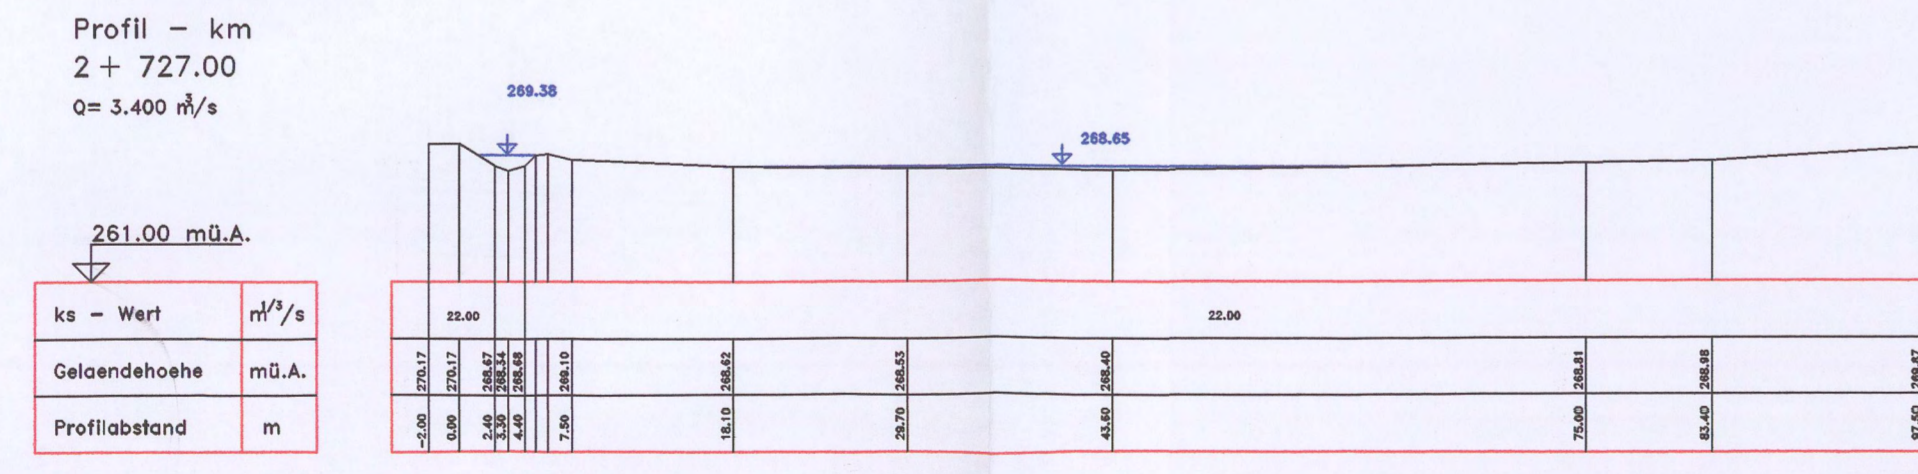 Profil - km
2 + 727.00
Q= 3.400 m³/s
269.38
268.65
261.00 mü.A.
ks - Wert m1/3/s
22.00 22.00
Gelaendehoehe mü.A.
270.17 270.17 268.67 268.34 268.68 269.10 268.62 268.53 268.40 268.81 268.98
Profilabstand m
-2.00 0.00 2.40 3.30 4.40 7.50 18.10 29.70 43.60 75.00 83.40